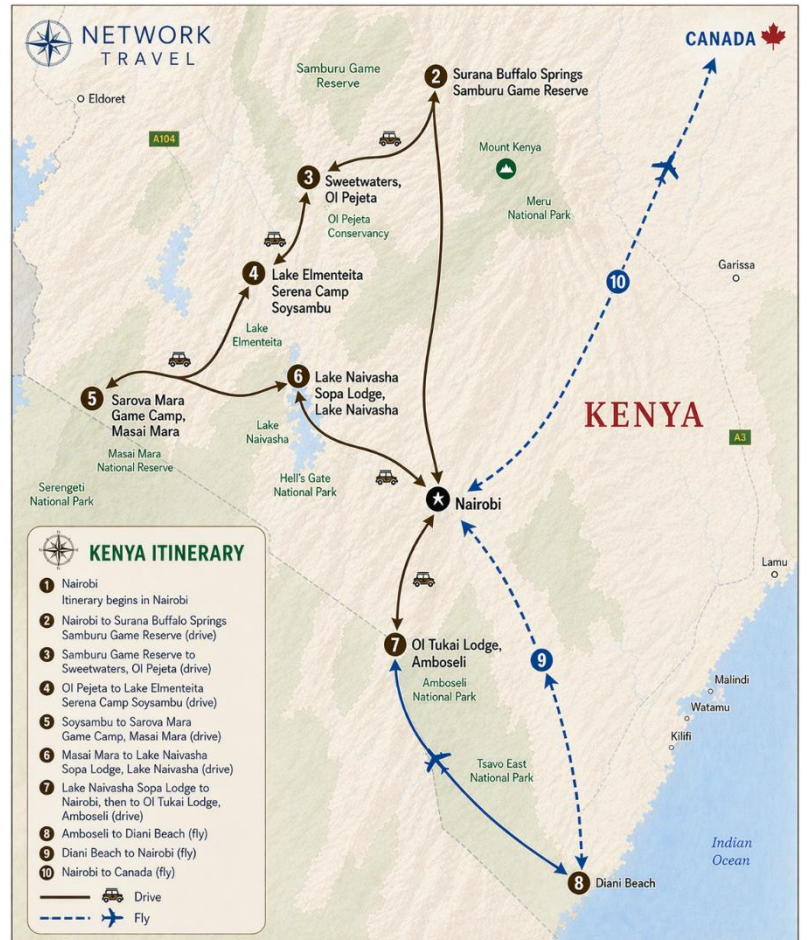 NETWORK
TRAVEL
CANADA
Samburu Game
Reserve
2
Surana Buffalo Springs
Samburu Game Reserve
Eldoret
A104
Mount Kenya
3
Sweetwaters,
Ol Pejeta
Meru
National Park
Ol Pejeta
Conservancy
4
Lake Elmenteita
Serena Camp
Soysambu
Garissa
10
Lake
Elmenteita
5
Sarova Mara
Game Camp,
Masai Mara
6
Lake Naivasha
Sopa Lodge,
Lake Naivasha
KENYA
A3
Masai Mara
National Reserve
Lake
Naivasha
Serengeti
National Park
Hell's Gate
National Park
Nairobi
Lamu
7
Ol Tukai Lodge,
Amboseli
9
Amboseli
National Park
Malindi
Watamu
Kilifi
Tsavo East
National Park
Indian
Ocean
8
Diani Beach
KENYA ITINERARY
1 Nairobi
Itinerary begins in Nairobi
2 Nairobi to Surana Buffalo Springs
Samburu Game Reserve (drive)
3 Samburu Game Reserve to
Sweetwaters, Ol Pejeta (drive)
4 Ol Pejeta to Lake Elmenteita
Serena Camp Soysambu (drive)
5 Soysambu to Sarova Mara
Game Camp, Masai Mara (drive)
6 Masai Mara to Lake Naivasha
Sopa Lodge, Lake Naivasha (drive)
7 Lake Naivasha Sopa Lodge to
Nairobi, then to Ol Tukai Lodge,
Amboseli (drive)
8 Amboseli to Diani Beach (fly)
9 Diani Beach to Nairobi (fly)
10 Nairobi to Canada (fly)
Drive
Fly